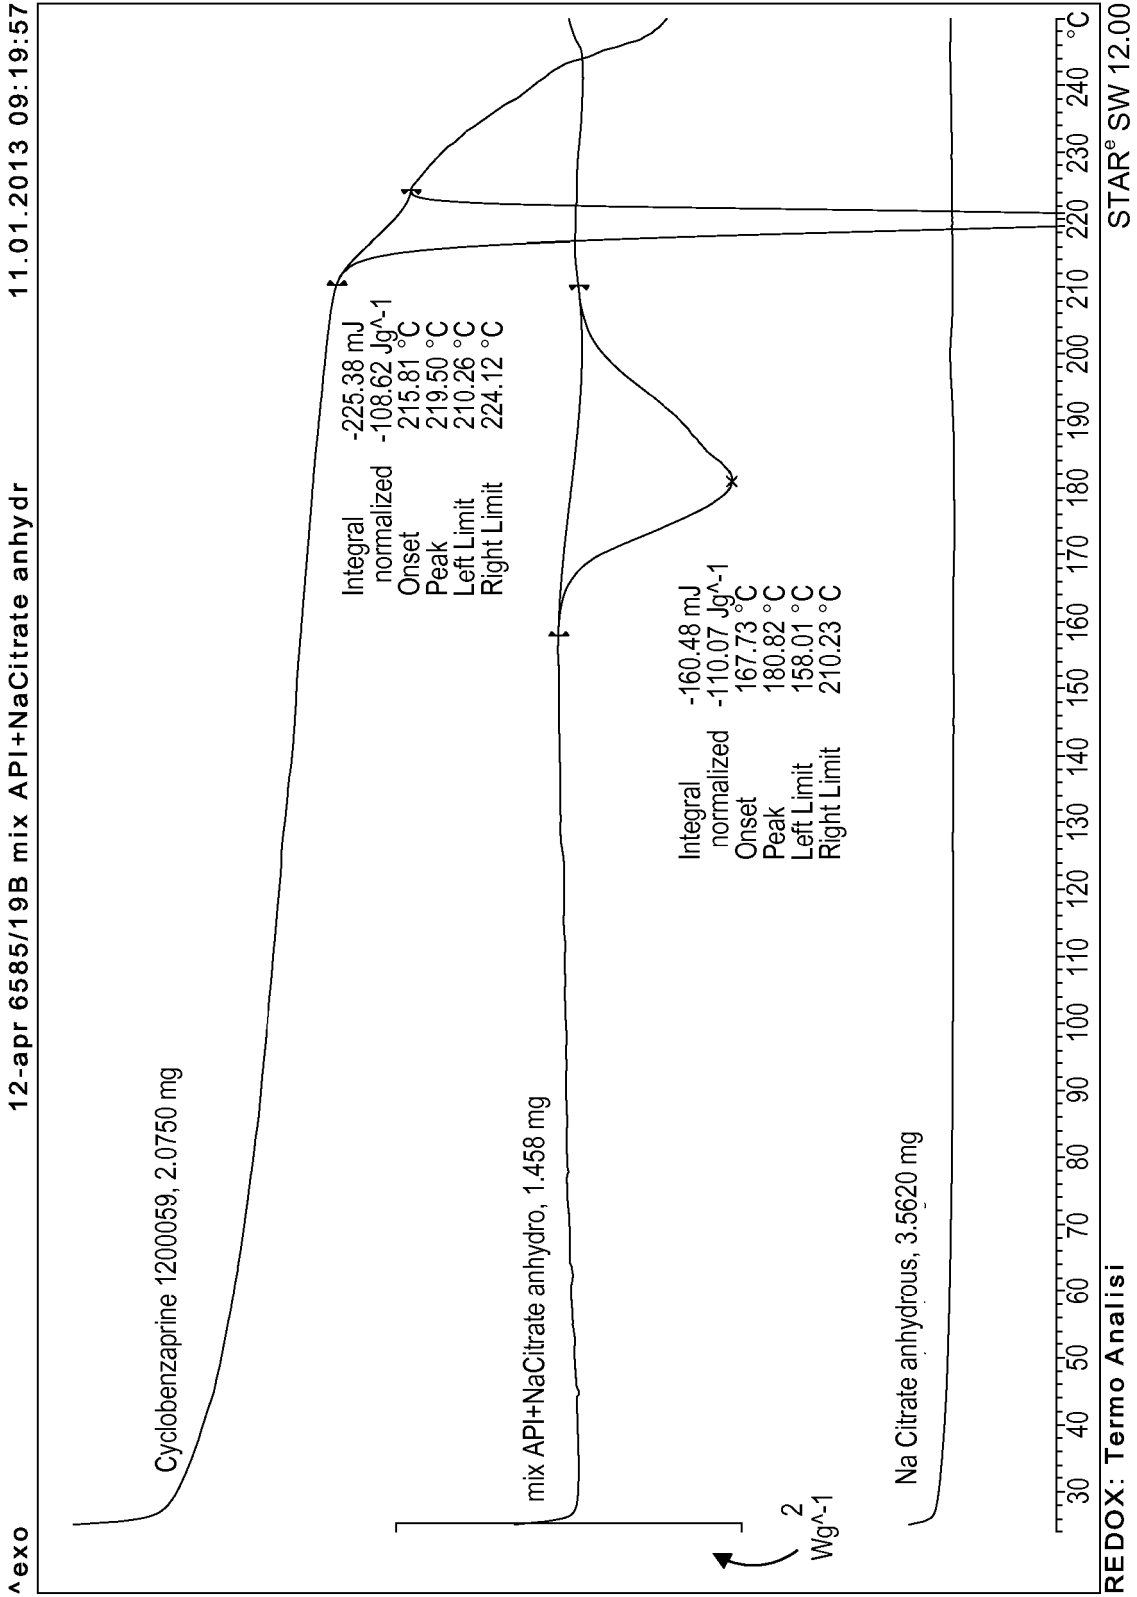 ^exo
12-apr 6585/19B mix API+NaCitrate anhydr
11.01.2013 09:19:57
Cyclobenzaprine 1200059, 2.0750 mg
Integral -225.38 mJ
normalized -108.62 Jg^-1
Onset 215.81 °C
Peak 219.50 °C
Left Limit 210.26 °C
Right Limit 224.12 °C
mix API+NaCitrate anhydro, 1.458 mg
Integral -160.48 mJ
normalized -110.07 Jg^-1
Onset 167.73 °C
Peak 180.82 °C
Left Limit 158.01 °C
Right Limit 210.23 °C
2
Wg^-1
Na Citrate anhydrous, 3.5620 mg
30 40 50 60 70 80 90 100 110 120 130 140 150 160 170 180 190 200 210 220 230 240 °C
REDOX: Termo Analisi
STARe SW 12.00